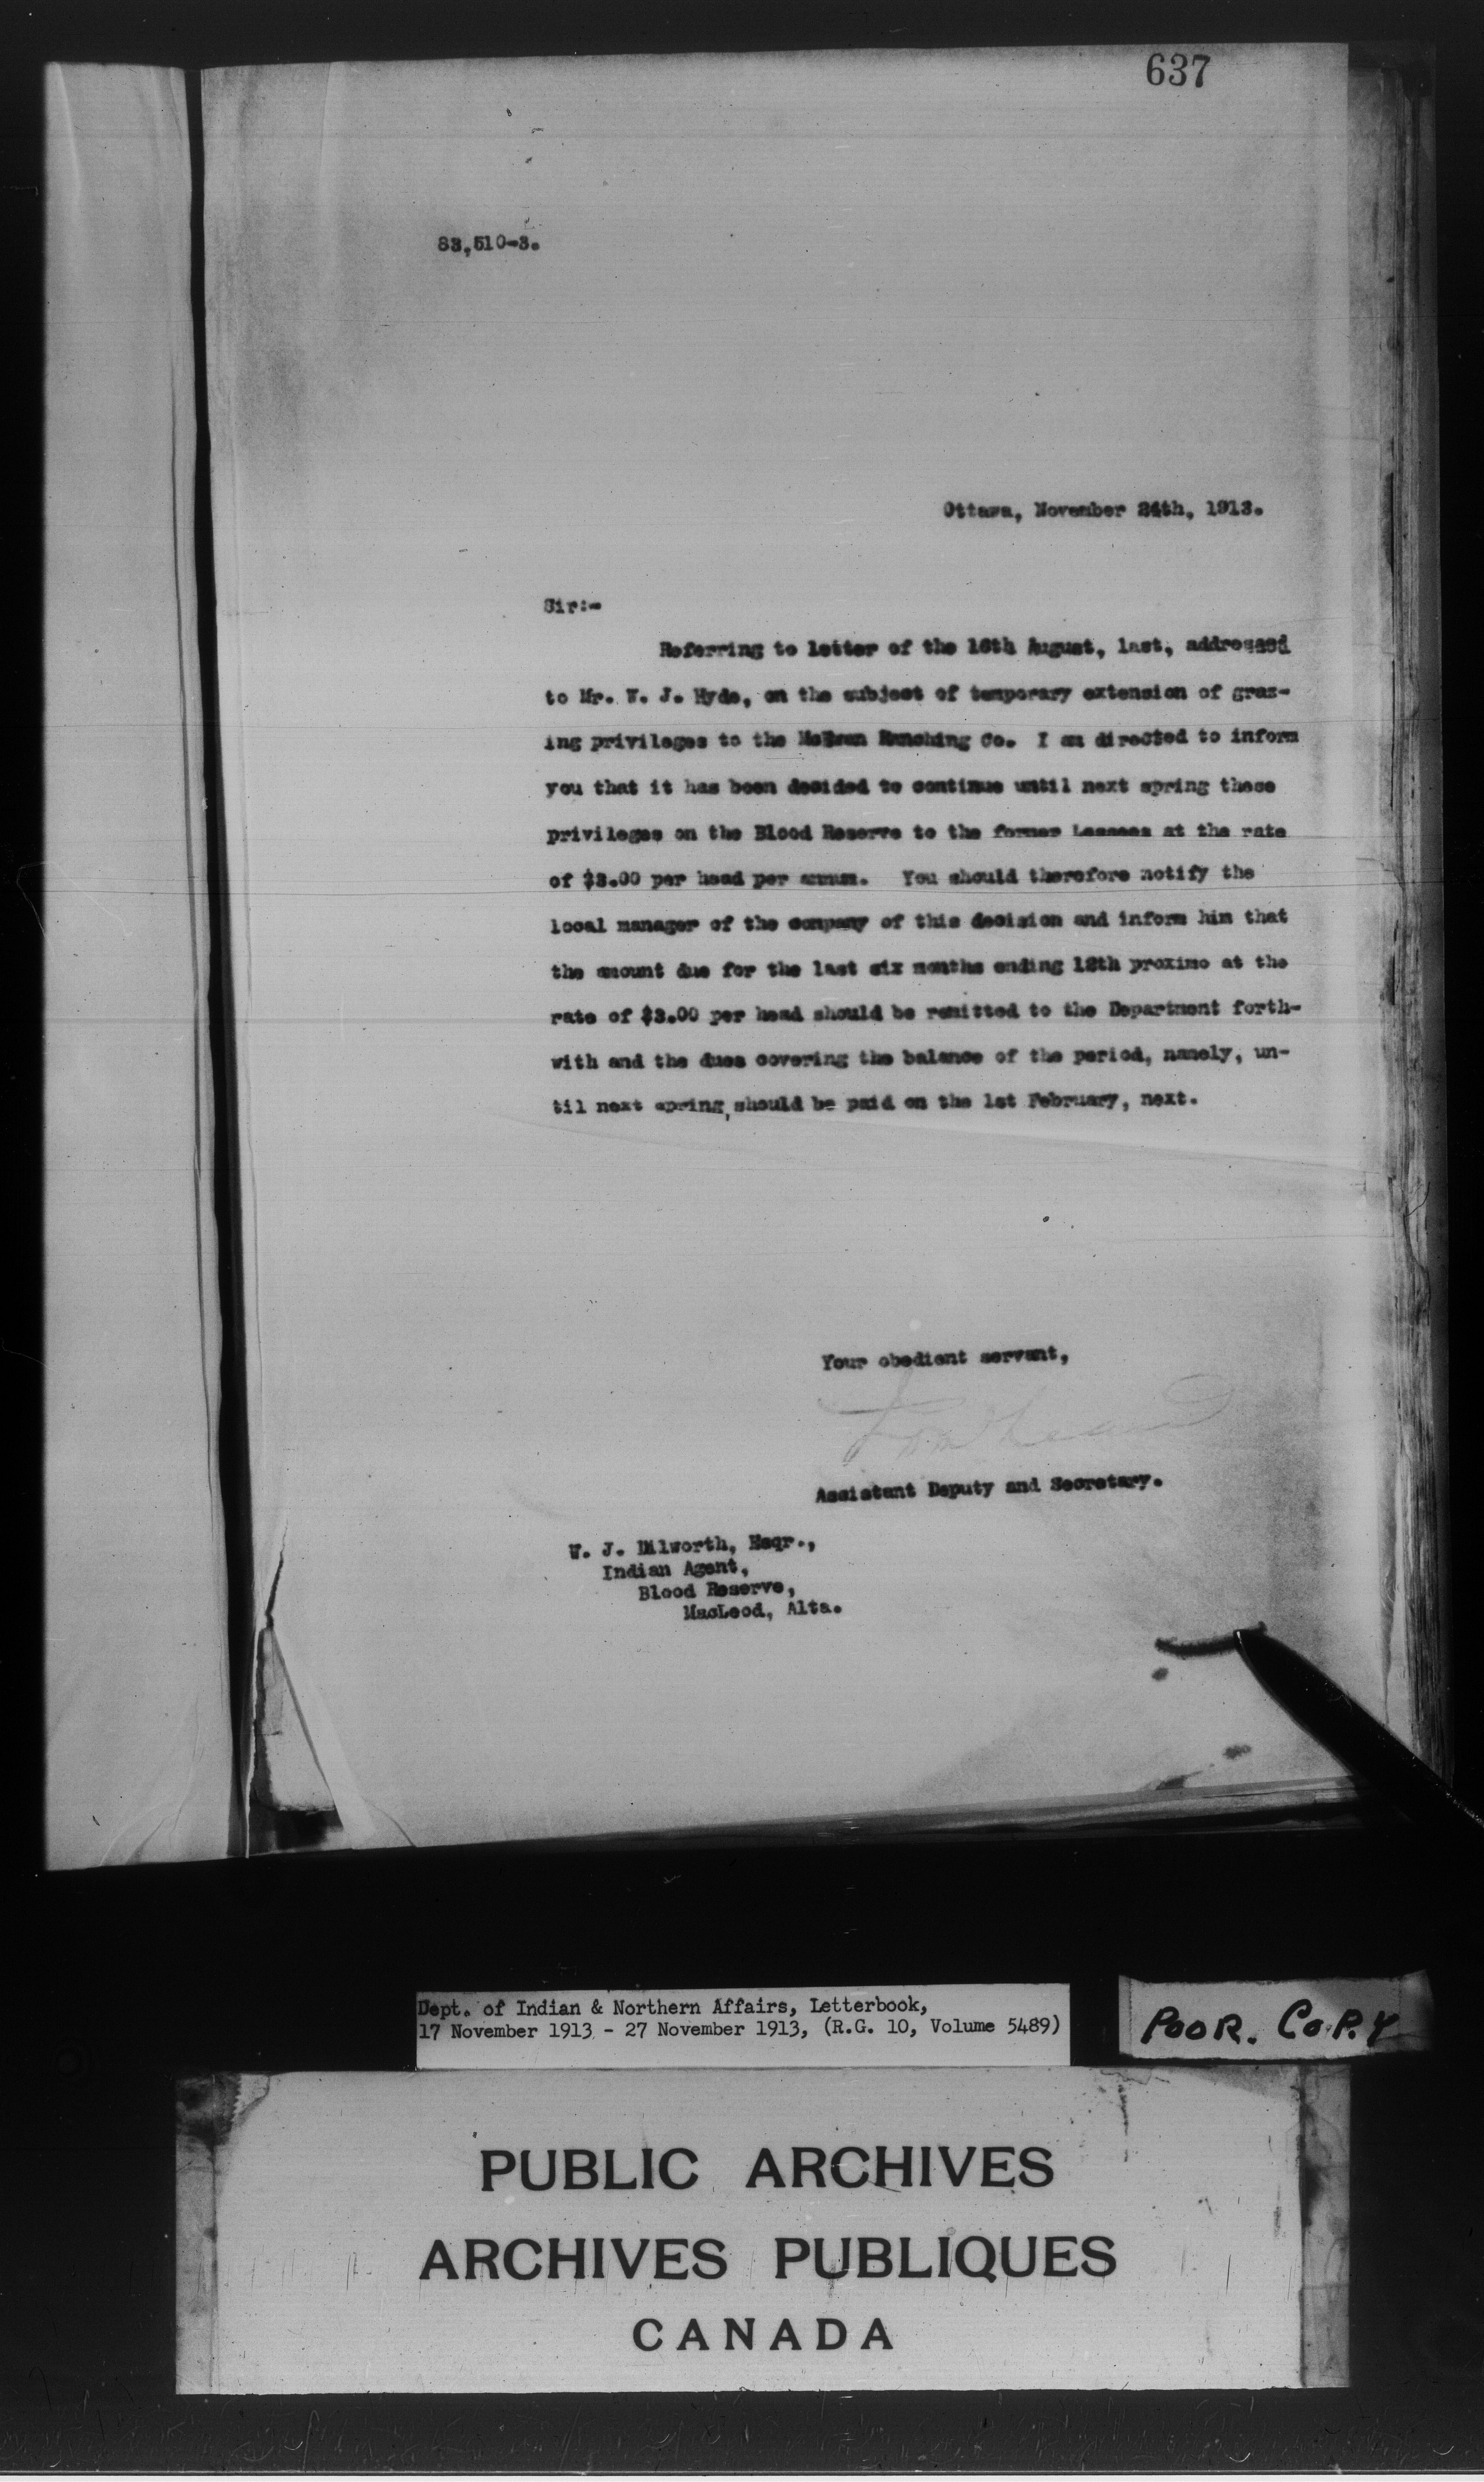 637
83,510-3.
Ottawa, November 24th, 1913.
Sir:-
Referring to letter of the 16th August, last, addressed
to Mr. W. J. Hyde, on the subject of temporary extension of graz-
ing privileges to the Ranching Co. I am directed to inform
you that it has been decided to continue until next spring these
privileges on the Blood Reserve to the former Lessees at the rate
of $3.00 per head per annum. You should therefore notify the
local manager of the company of this decision and inform him that
the amount due for the last six months ending 12th proximo at the
rate of $3.00 per head should be remitted to the Department forth-
with and the dues covering the balance of the period, namely, un-
til next spring, should be paid on the 1st February, next.
Your obedient servant,
Assistant Deputy and Secretary.
W. J. Dilworth, Esqr.,
Indian Agent,
Blood Reserve,
MacLeod, Alta.
Dept. of Indian & Northern Affairs, Letterbook,
17 November 1913 - 27 November 1913, (R.G. 10, Volume 5489)
POOR. COPY
PUBLIC ARCHIVES
ARCHIVES PUBLIQUES
CANADA